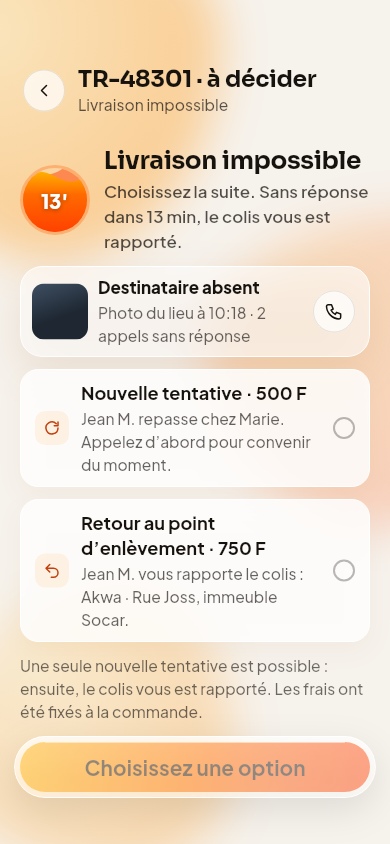 TR-48301 · à décider
Livraison impossible
Livraison impossible
13'
Choisissez la suite. Sans réponse
dans 13 min, le colis vous est
rapporté.
Destinataire absent
Photo du lieu à 10:18 · 2
appels sans réponse
Nouvelle tentative · 500 F
Jean M. repasse chez Marie.
Appelez d’abord pour convenir
du moment.
Retour au point
d’enlèvement · 750 F
Jean M. vous rapporte le colis :
Akwa · Rue Joss, immeuble
Socar.
Une seule nouvelle tentative est possible :
ensuite, le colis vous est rapporté. Les frais ont
été fixés à la commande.
Choisissez une option